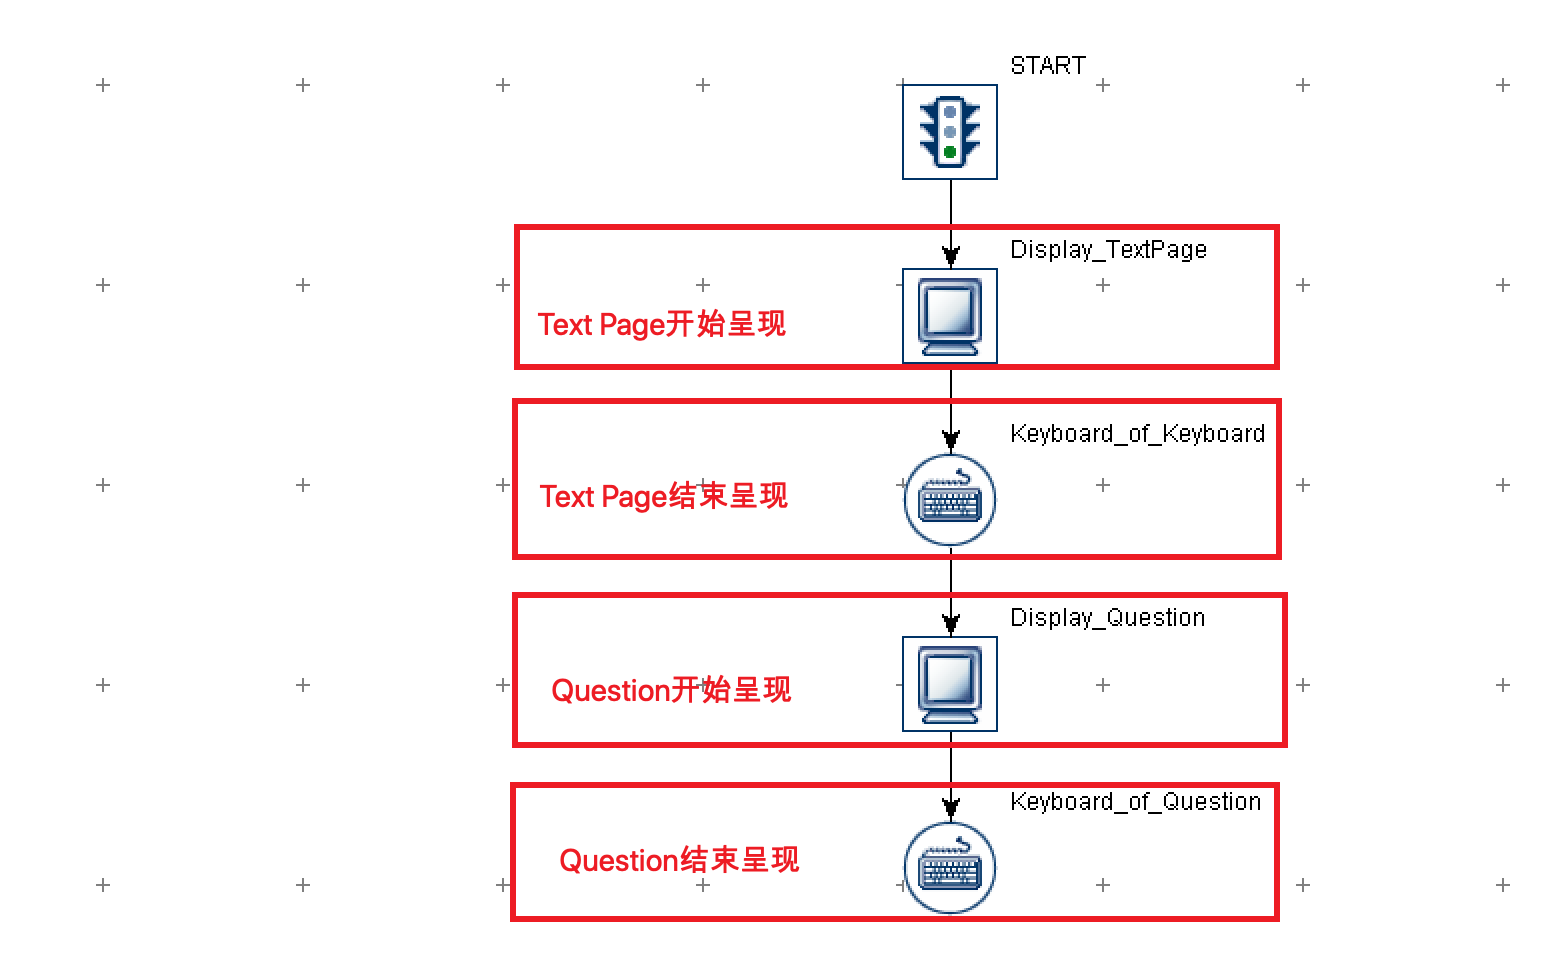 START
Display_TextPage
Text Page开始呈现
Keyboard_of_Keyboard
Text Page结束呈现
Display_Question
Question开始呈现
Keyboard_of_Question
Question结束呈现